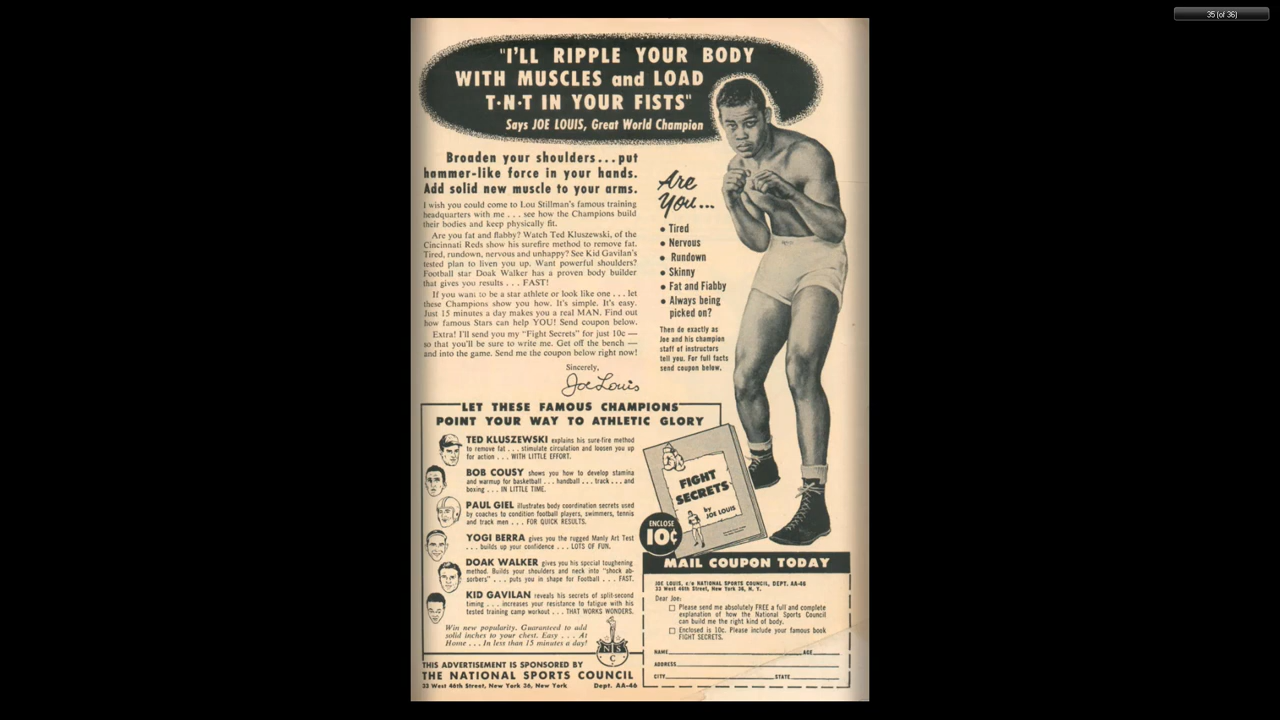 35 (of 36)
"I'LL RIPPLE YOUR BODY
WITH MUSCLES and LOAD
T·N·T IN YOUR FISTS"
Says JOE LOUIS, Great World Champion
Broaden your shoulders...put
hammer-like force in your hands.
Add solid new muscle to your arms.
I wish you could come to Lou Stillman's famous training
headquarters with me . . . see how the Champions build
their bodies and keep physically fit.
Are you fat and flabby? Watch Ted Kluszewski, of the
Cincinnati Reds show his surefire method to remove fat.
Tired, rundown, nervous and unhappy? See Kid Gavilan's
tested plan to liven you up. Want powerful shoulders?
Football star Doak Walker has a proven body builder
that gives you results . . . FAST!
If you want to be a star athlete or look like one . . . let
these Champions show you how. It's simple. It's easy.
Just 15 minutes a day makes you a real MAN. Find out
how famous Stars can help YOU! Send coupon below.
Extra! I'll send you my "Fight Secrets" for just 10c —
so that you'll be sure to write me. Get off the bench —
and into the game. Send me the coupon below right now!
Sincerely,
Joe Louis
Are
You...
• Tired
• Nervous
• Rundown
• Skinny
• Fat and Flabby
• Always being
picked on?
Then do exactly as
Joe and his champion
staff of instructors
tell you. For full facts
send coupon below.
LET THESE FAMOUS CHAMPIONS
POINT YOUR WAY TO ATHLETIC GLORY
TED KLUSZEWSKI explains his sure-fire method
to remove fat . . . stimulate circulation and loosen you up
for action . . . WITH LITTLE EFFORT.
BOB COUSY shows you how to develop stamina
and warmup for basketball . . . handball . . . track . . . and
boxing . . . IN LITTLE TIME.
PAUL GIEL illustrates body coordination secrets used
by coaches to condition football players, swimmers, tennis
and track men . . . FOR QUICK RESULTS.
YOGI BERRA gives you the rugged Manly Art Test
. . . builds up your confidence . . . LOTS OF FUN.
DOAK WALKER gives you his special toughening
method. Builds your shoulders and neck into "shock ab-
sorbers" . . . puts you in shape for Football . . . FAST.
KID GAVILAN reveals his secrets of split-second
timing . . . increases your resistance to fatigue with his
tested training camp workout . . . THAT WORKS WONDERS.
Win new popularity. Guaranteed to add
solid inches to your chest. Easy . . . At
Home . . . In less than 15 minutes a day!
N S
C
THIS ADVERTISEMENT IS SPONSORED BY
THE NATIONAL SPORTS COUNCIL
33 West 46th Street, New York 36, New York Dept. AA-46
FIGHT
SECRETS
by
JOE LOUIS
ENCLOSE
10¢
MAIL COUPON TODAY
JOE LOUIS, c/o NATIONAL SPORTS COUNCIL, DEPT. AA-46
33 West 46th Street, New York 36, N. Y.
Dear Joe:
Please send me absolutely FREE a full and complete
explanation of how the National Sports Council
can build me the right kind of body.
Enclosed is 10c. Please include your famous book
FIGHT SECRETS.
NAME AGE
ADDRESS
CITY STATE